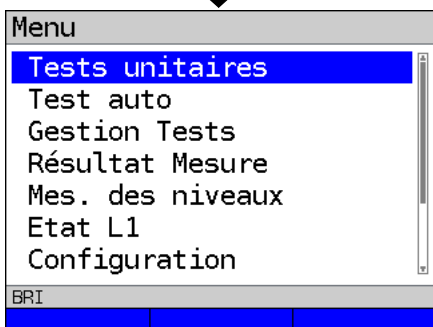 Menu
Tests unitaires
Test auto
Gestion Tests
Résultat Mesure
Mes. des niveaux
Etat L1
Configuration
BRI